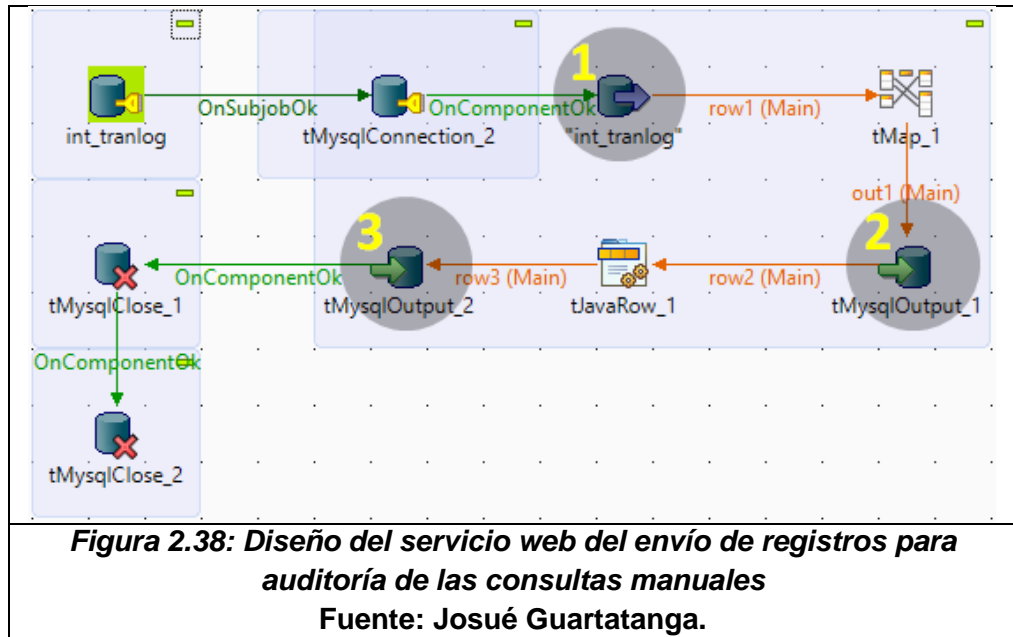 1
OnSubjobOk
OnComponentOk
row1 (Main)
int_tranlog
tMysqlConnection_2
"int_tranlog"
tMap_1
out1 (Main)
3
2
OnComponentOk
row3 (Main)
row2 (Main)
tMysqlClose_1
tMysqlOutput_2
tJavaRow_1
tMysqlOutput_1
OnComponentOk
tMysqlClose_2
Figura 2.38: Diseño del servicio web del envío de registros para
auditoría de las consultas manuales
Fuente: Josué Guartatanga.